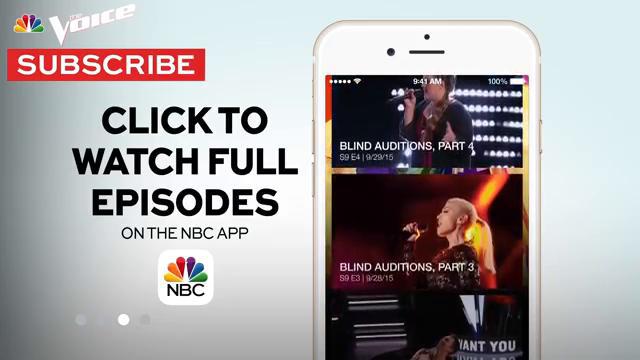 THE
Voice
SUBSCRIBE
CLICK TO
WATCH FULL
EPISODES
ON THE NBC APP
NBC
9:41 AM
100%
BLIND AUDITIONS, PART 4
S9 E4 | 9/29/15
BLIND AUDITIONS, PART 3
S9 E3 | 9/28/15
WANT YOU